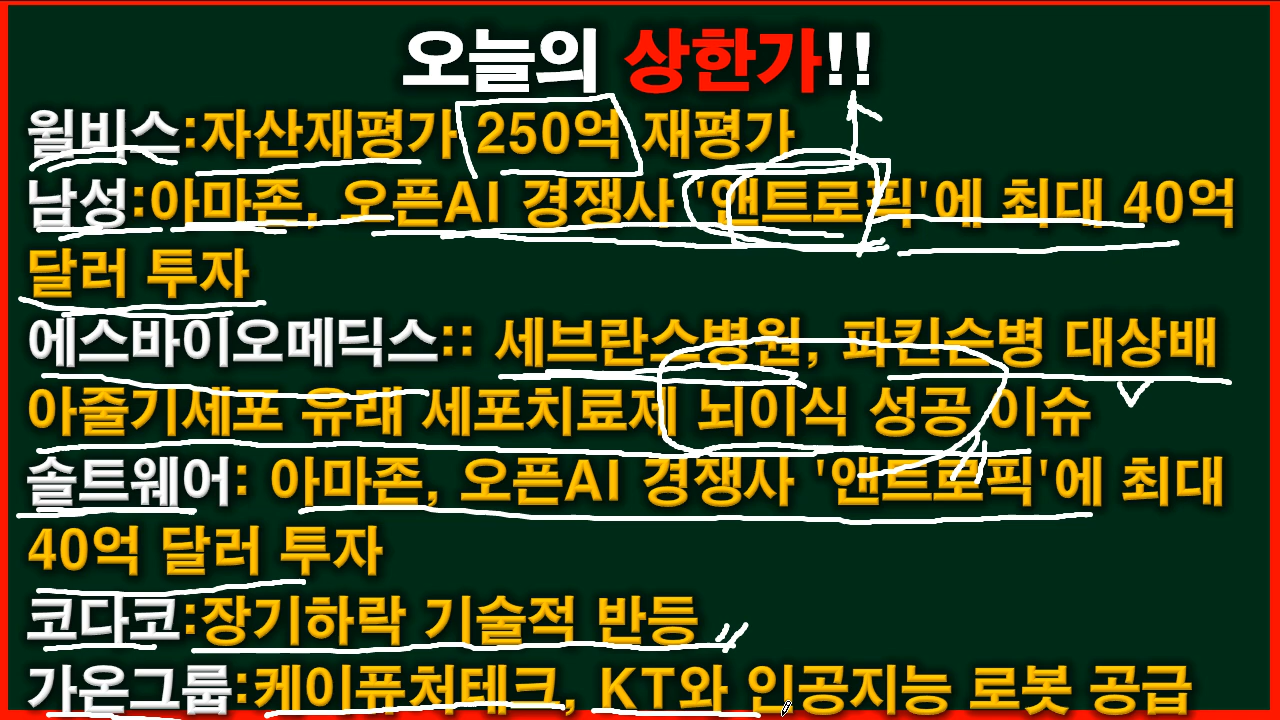 오늘의 상한가!!
윌비스:자산재평가 250억 재평가
남성:아마존, 오픈AI 경쟁사 '앤트로픽'에 최대 40억
달러 투자
에스바이오메딕스:: 세브란스병원, 파킨슨병 대상배
아줄기세포 유래 세포치료제 뇌이식 성공 이슈
솔트웨어: 아마존, 오픈AI 경쟁사 '앤트로픽'에 최대
40억 달러 투자
코다코:장기하락 기술적 반등
가온그룹:케이퓨처테크, KT와 인공지능 로봇 공급